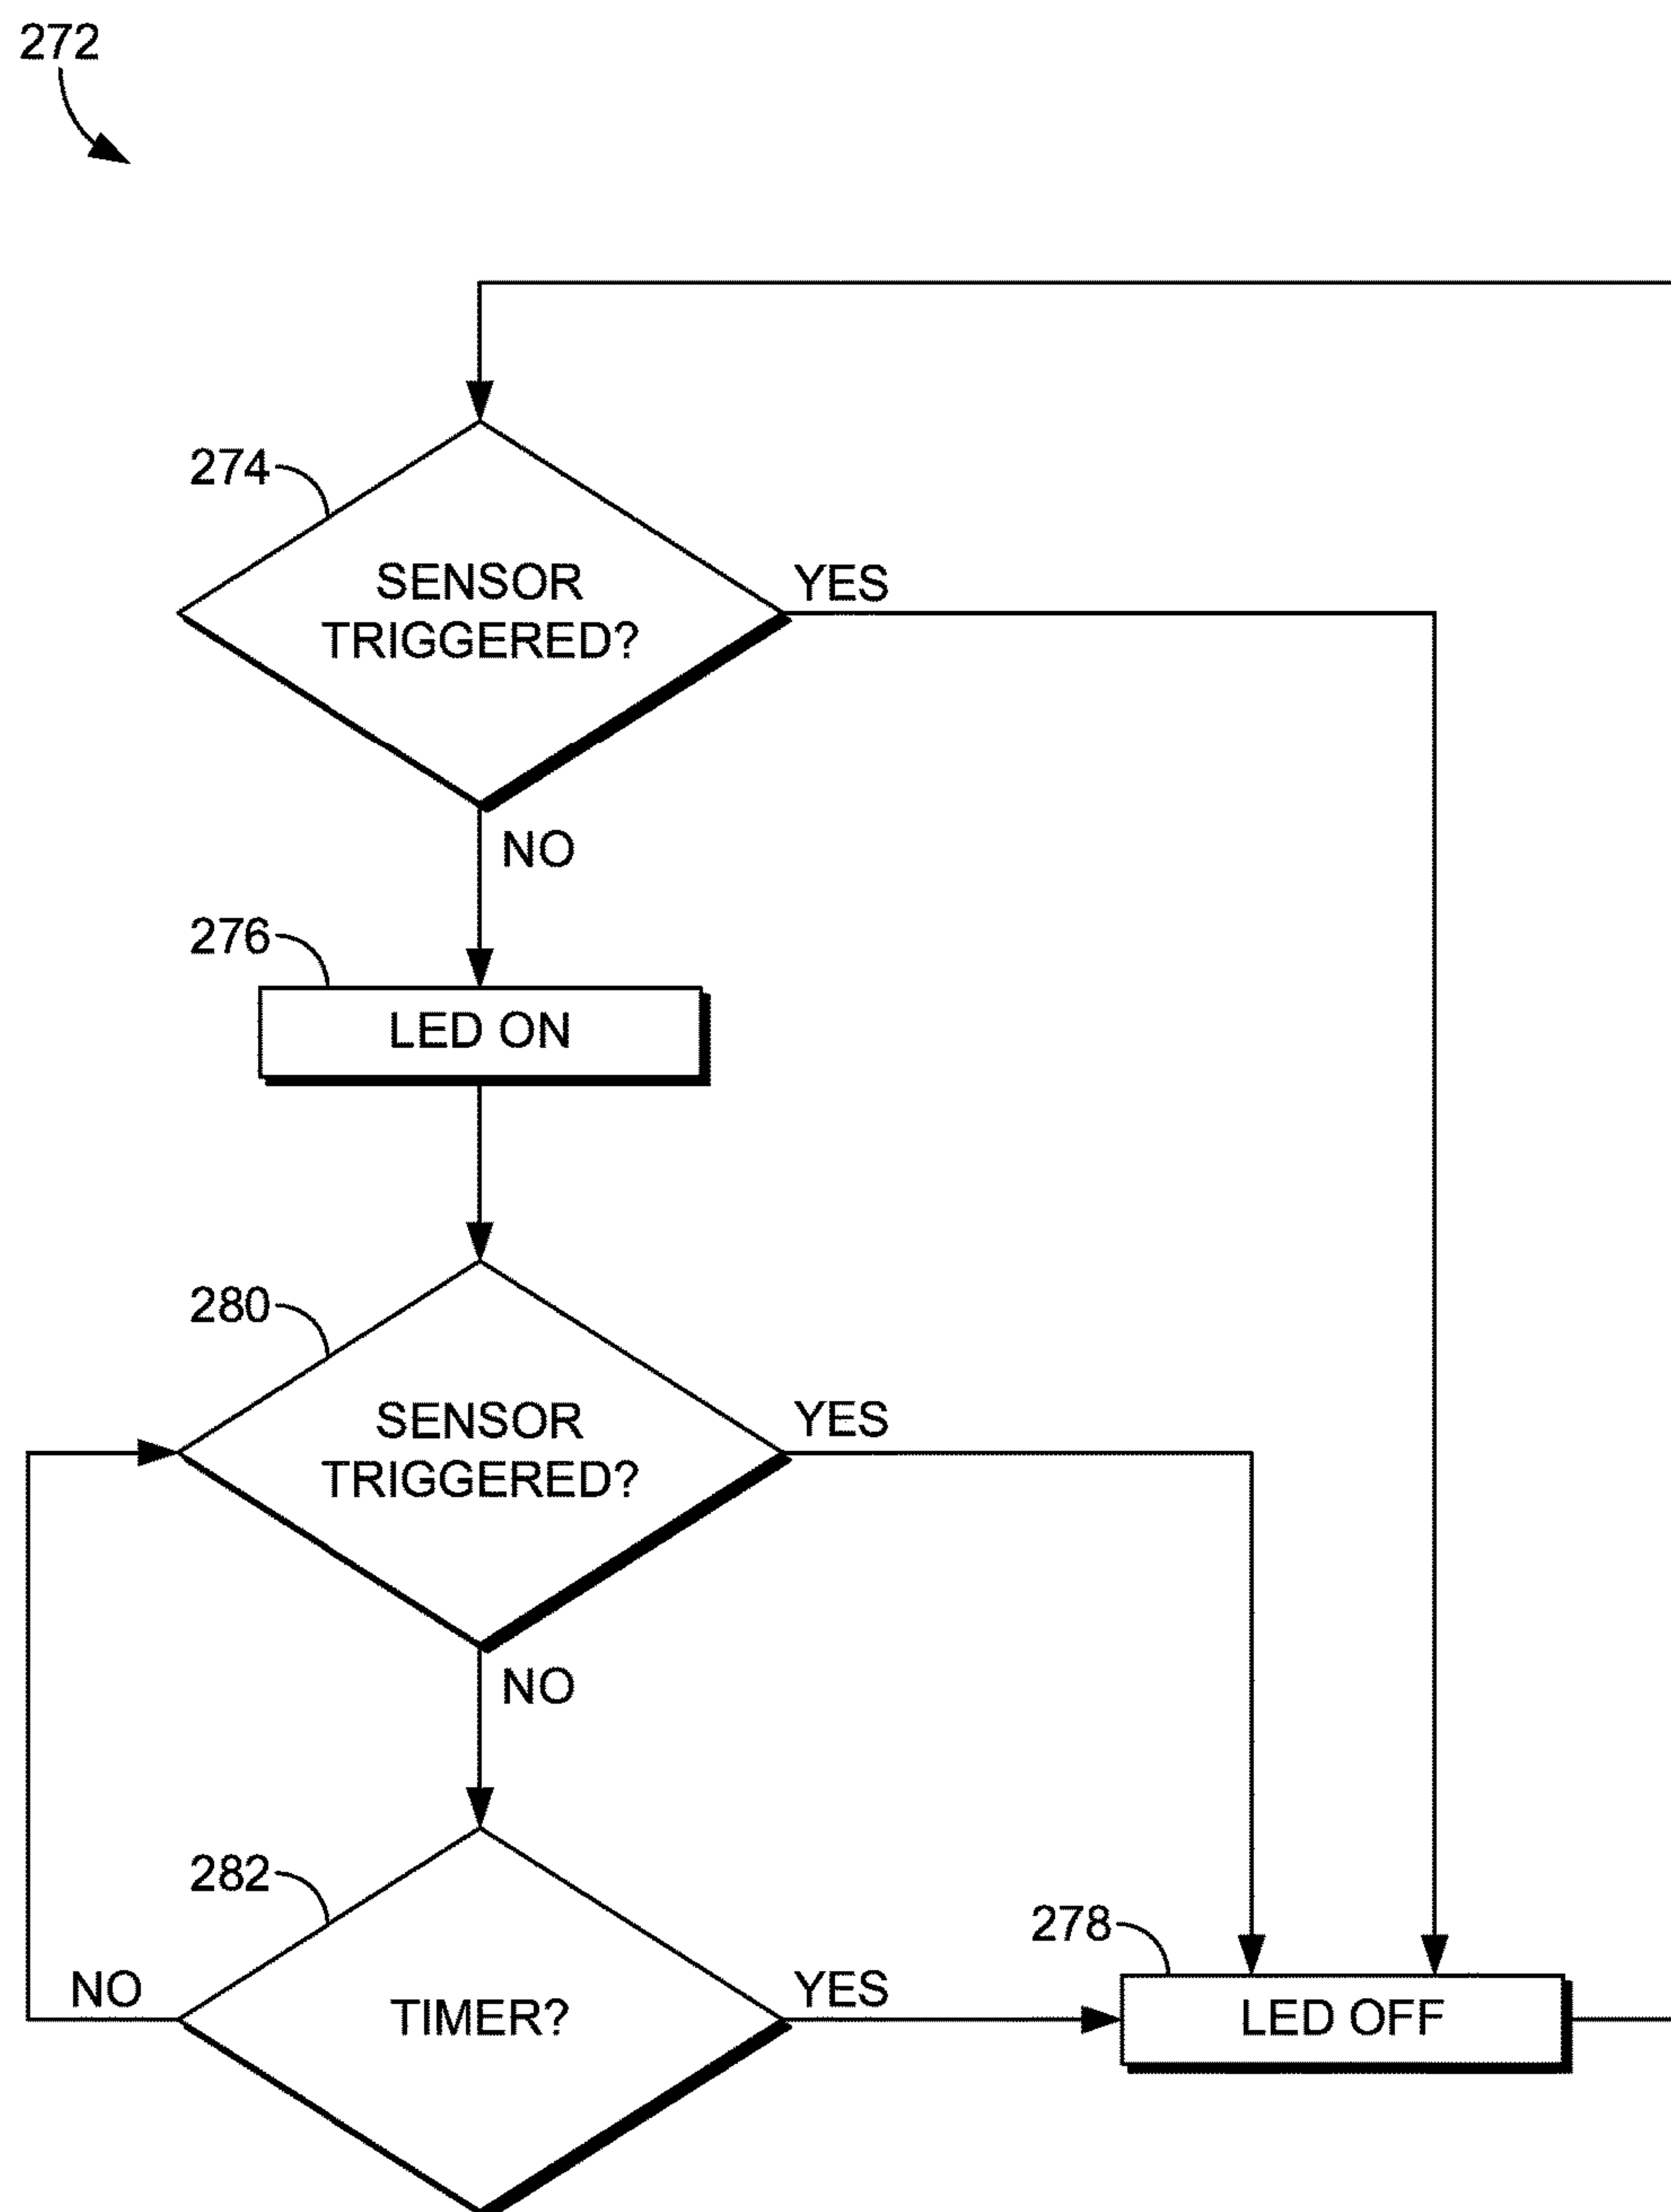 272
274
SENSOR
TRIGGERED?
YES
NO
276
LED ON
280
SENSOR
TRIGGERED?
YES
NO
282
TIMER?
NO
YES
278
LED OFF